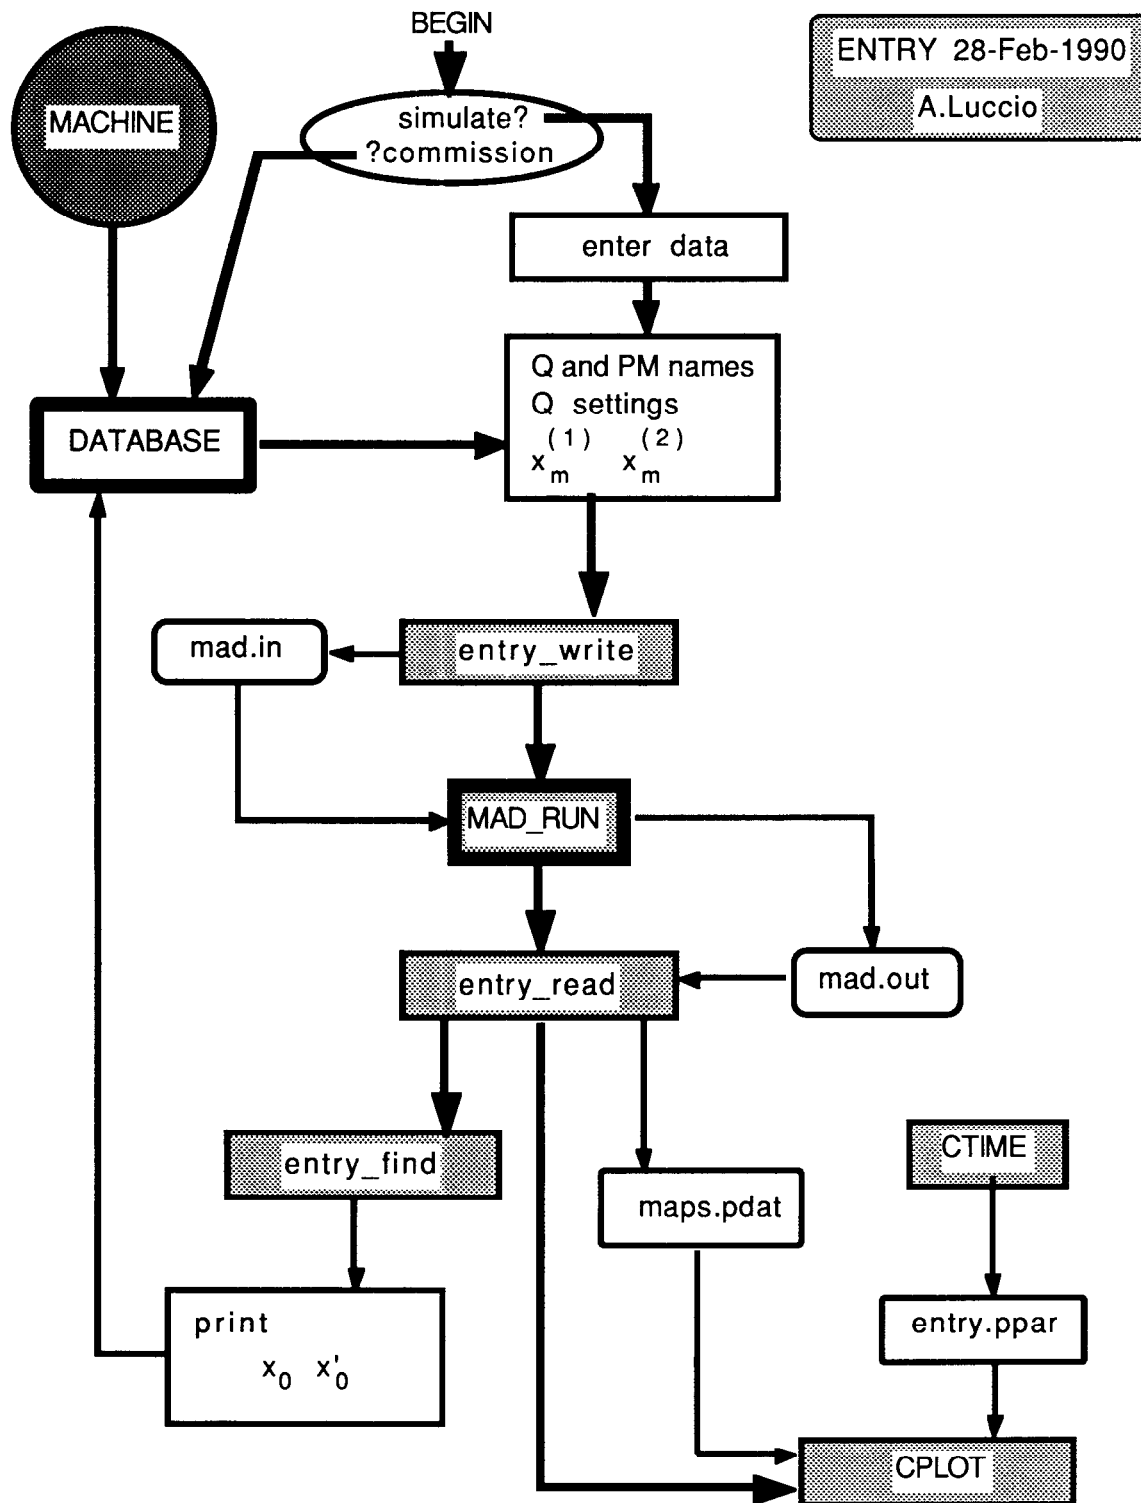 BEGIN
ENTRY 28-Feb-1990
A.Luccio
MACHINE
simulate?
?commission
enter data
Q and PM names
Q settings
x_m^(1) x_m^(2)
DATABASE
mad.in
entry_write
MAD_RUN
entry_read
mad.out
entry_find
maps.pdat
CTIME
print
x_0 x'_0
entry.ppar
CPLOT